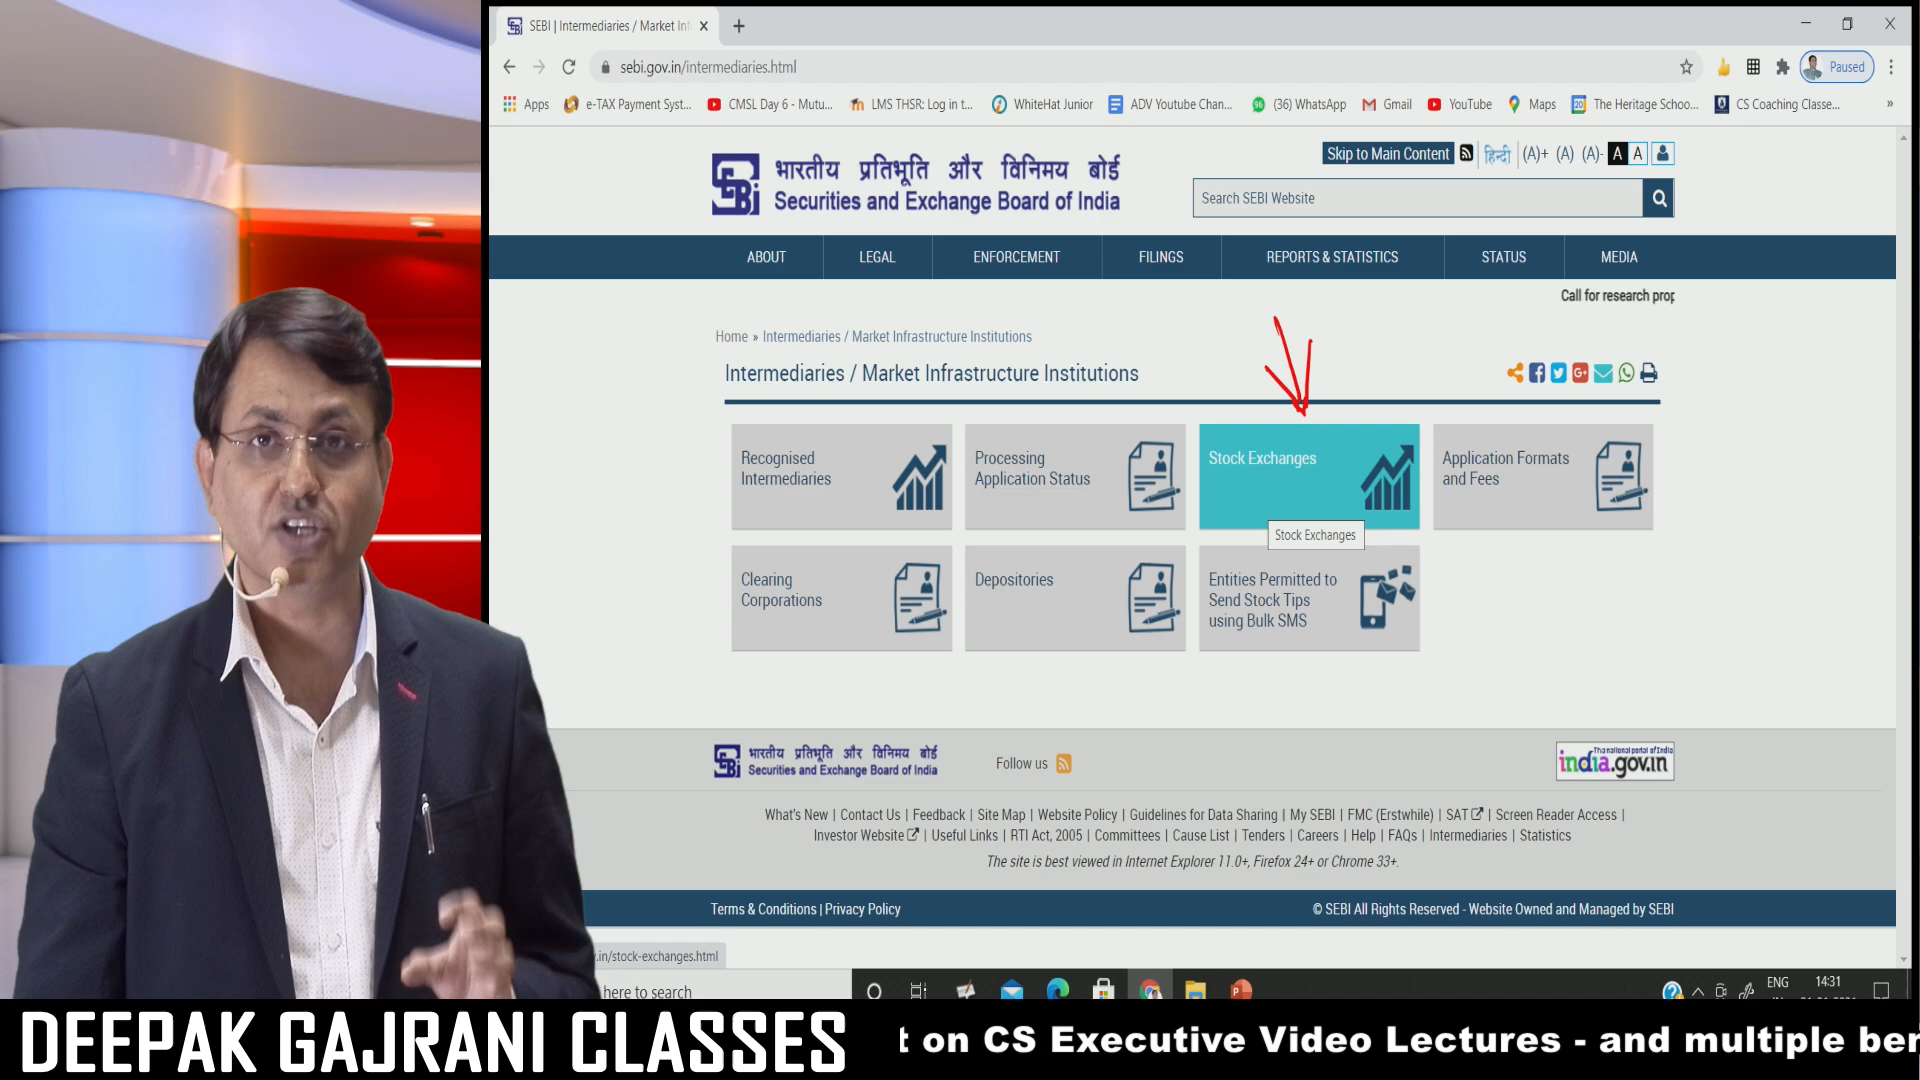 SEBI | Intermediaries / Market Inf
sebi.gov.in/intermediaries.html
Paused
Apps
e-TAX Payment Syst...
CMSL Day 6 - Mutu...
LMS THSR: Log in t...
WhiteHat Junior
ADV Youtube Chan...
(36) WhatsApp
Gmail
YouTube
Maps
The Heritage Schoo...
CS Coaching Classe...
»
Skip to Main Content
हिन्दी
(A)+ (A) (A)- A A
भारतीय प्रतिभूति और विनिमय बोर्ड
Securities and Exchange Board of India
Search SEBI Website
ABOUT
LEGAL
ENFORCEMENT
FILINGS
REPORTS & STATISTICS
STATUS
MEDIA
Call for research prop
Home » Intermediaries / Market Infrastructure Institutions
Intermediaries / Market Infrastructure Institutions
Recognised
Intermediaries
Processing
Application Status
Stock Exchanges
Application Formats
and Fees
Stock Exchanges
Clearing
Corporations
Depositories
Entities Permitted to
Send Stock Tips
using Bulk SMS
भारतीय प्रतिभूति और विनिमय बोर्ड
Securities and Exchange Board of India
Follow us
The national portal of India
india.gov.in
What's New | Contact Us | Feedback | Site Map | Website Policy | Guidelines for Data Sharing | My SEBI | FMC (Erstwhile) | SAT | Screen Reader Access |
Investor Website | Useful Links | RTI Act, 2005 | Committees | Cause List | Tenders | Careers | Help | FAQs | Intermediaries | Statistics
The site is best viewed in Internet Explorer 11.0+, Firefox 24+ or Chrome 33+.
Terms & Conditions | Privacy Policy
© SEBI All Rights Reserved - Website Owned and Managed by SEBI
.in/stock-exchanges.html
here to search
ENG
14:31
DEEPAK GAJRANI CLASSES
t on CS Executive Video Lectures - and multiple ber